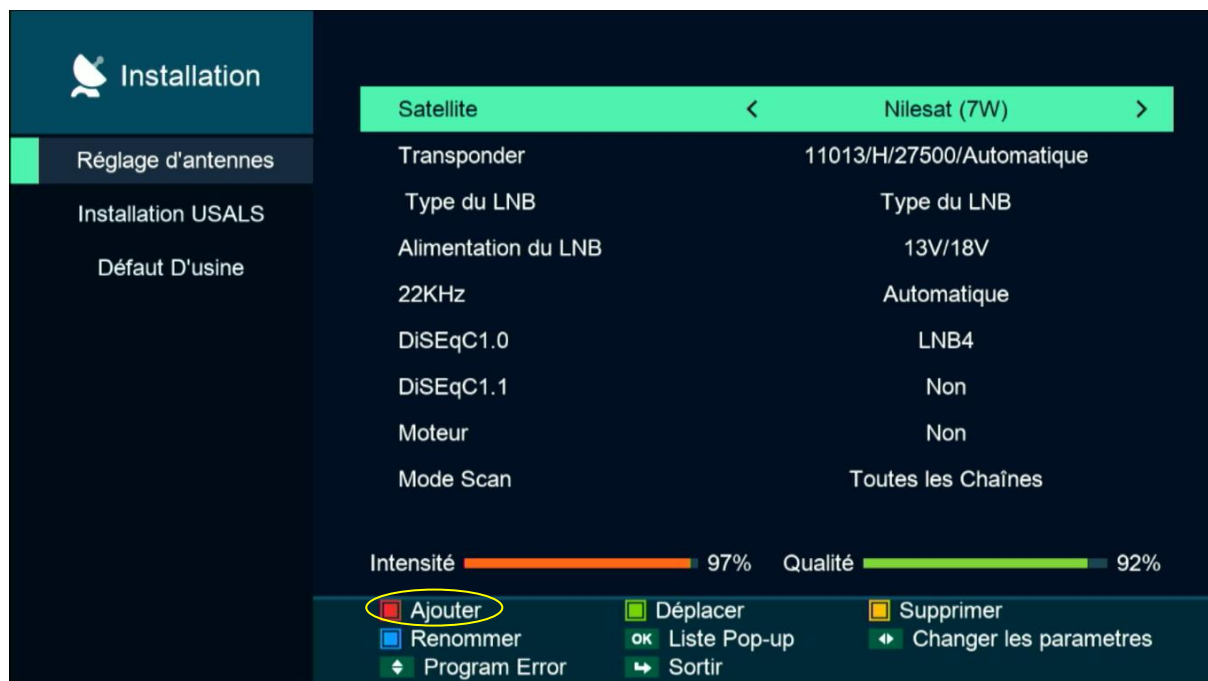 Installation
Réglage d'antennes
Installation USALS
Défaut D'usine
Satellite < Nilesat (7W) >
Transponder 11013/H/27500/Automatique
Type du LNB Type du LNB
Alimentation du LNB 13V/18V
22KHz Automatique
DiSEqC1.0 LNB4
DiSEqC1.1 Non
Moteur Non
Mode Scan Toutes les Chaînes
Intensité 97% Qualité 92%
Ajouter Déplacer Supprimer
Renommer OK Liste Pop-up Changer les parametres
Program Error Sortir